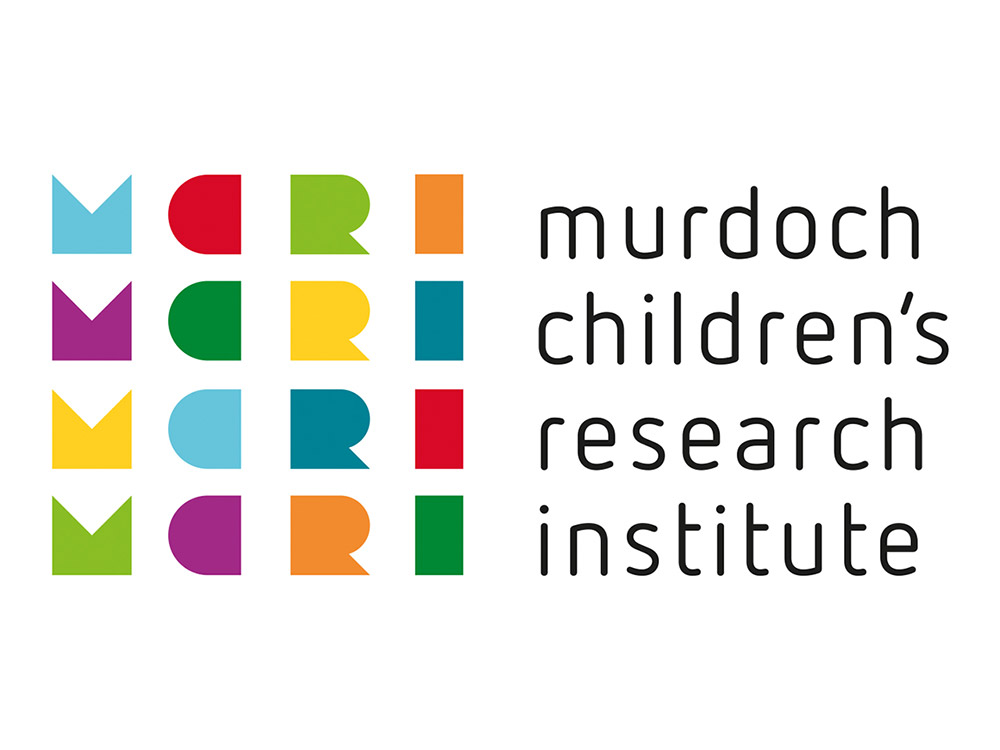 MCRI
MCRI
MCRI
MCRI
murdoch
children's
research
institute